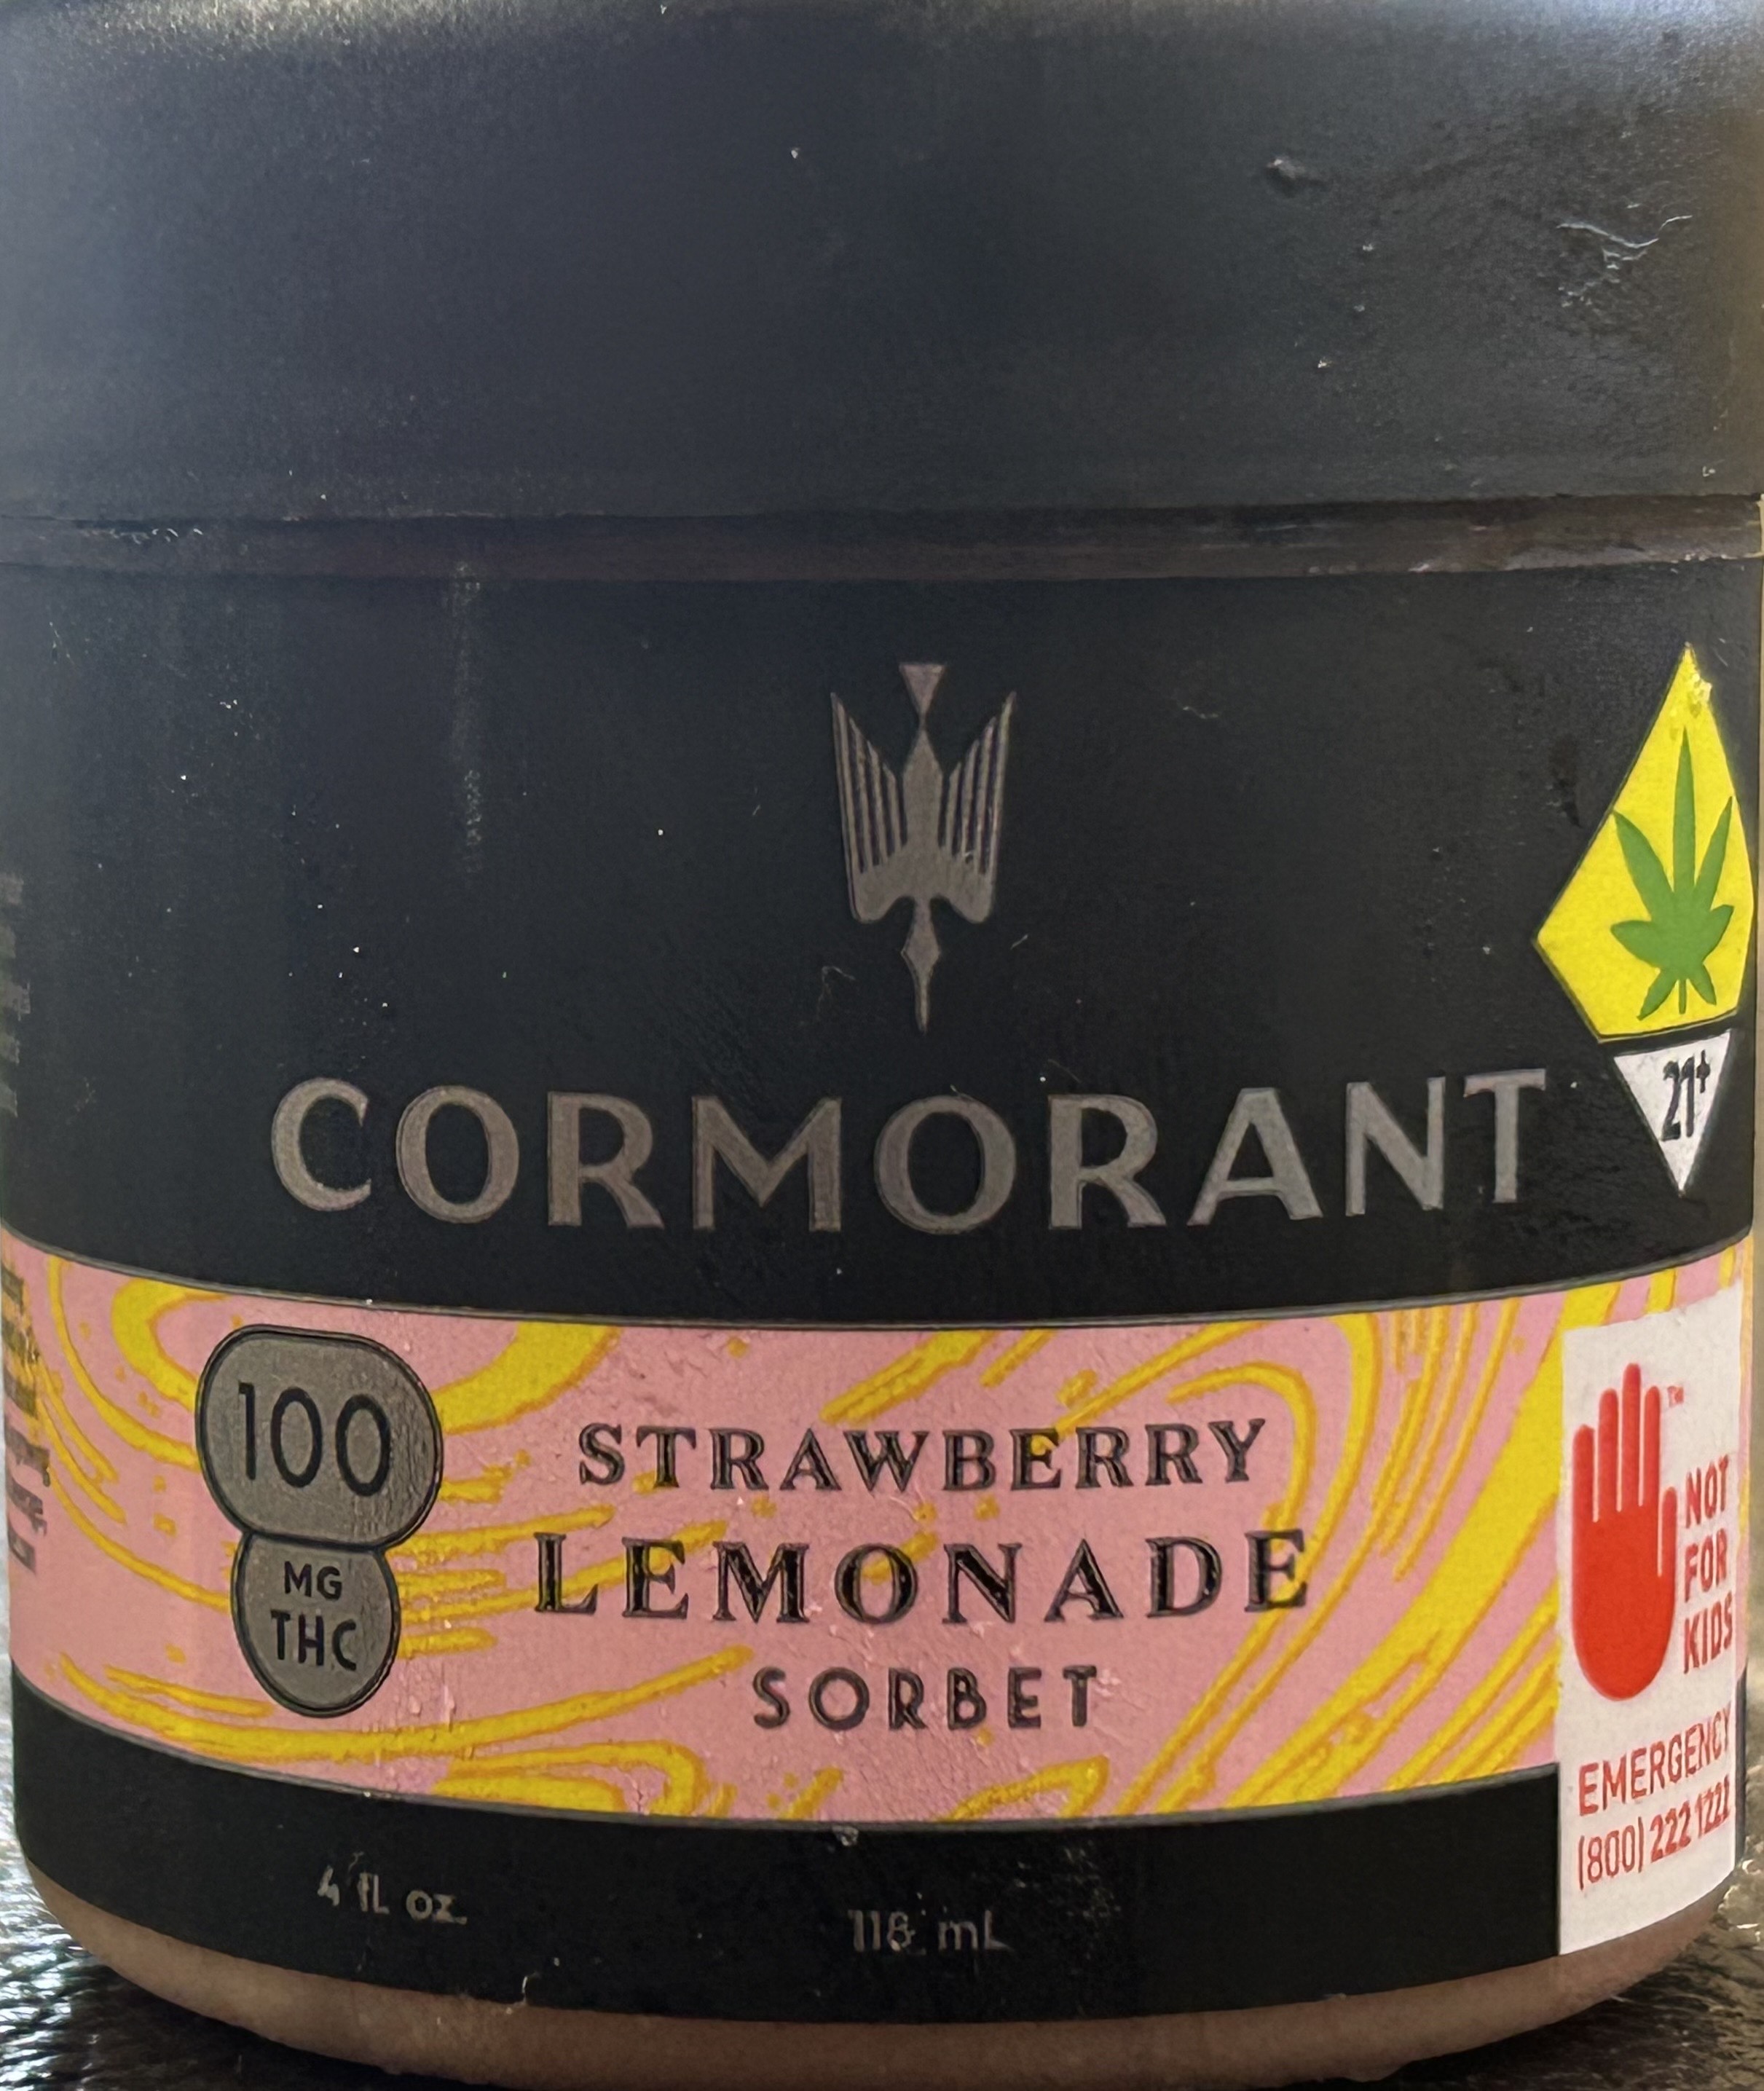 CORMORANT
21+
100
MG
THC
STRAWBERRY
LEMONADE
SORBET
™
NOT
FOR
KIDS
EMERGENCY
(800) 222 1222
4 fL oz
118 mL